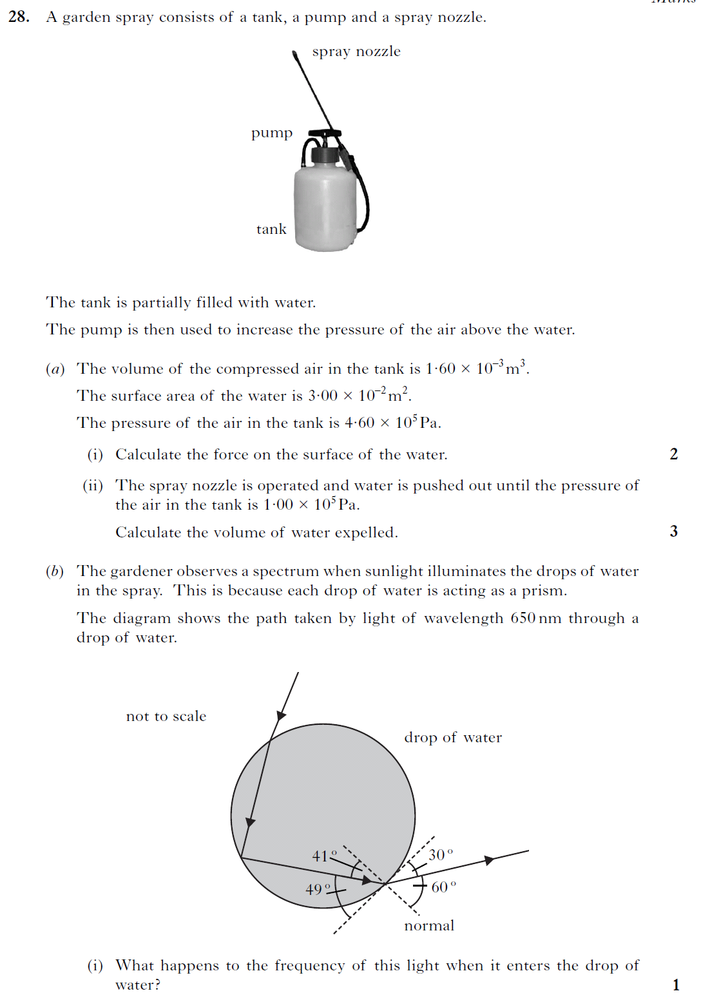 28. A garden spray consists of a tank, a pump and a spray nozzle.
spray nozzle
pump
tank
The tank is partially filled with water.
The pump is then used to increase the pressure of the air above the water.
(a) The volume of the compressed air in the tank is 1·60 × 10⁻³ m³.
The surface area of the water is 3·00 × 10⁻² m².
The pressure of the air in the tank is 4·60 × 10⁵ Pa.
(i) Calculate the force on the surface of the water. 2
(ii) The spray nozzle is operated and water is pushed out until the pressure of
the air in the tank is 1·00 × 10⁵ Pa.
Calculate the volume of water expelled. 3
(b) The gardener observes a spectrum when sunlight illuminates the drops of water
in the spray. This is because each drop of water is acting as a prism.
The diagram shows the path taken by light of wavelength 650 nm through a
drop of water.
not to scale
drop of water
41° 30°
49° 60°
normal
(i) What happens to the frequency of this light when it enters the drop of
water? 1